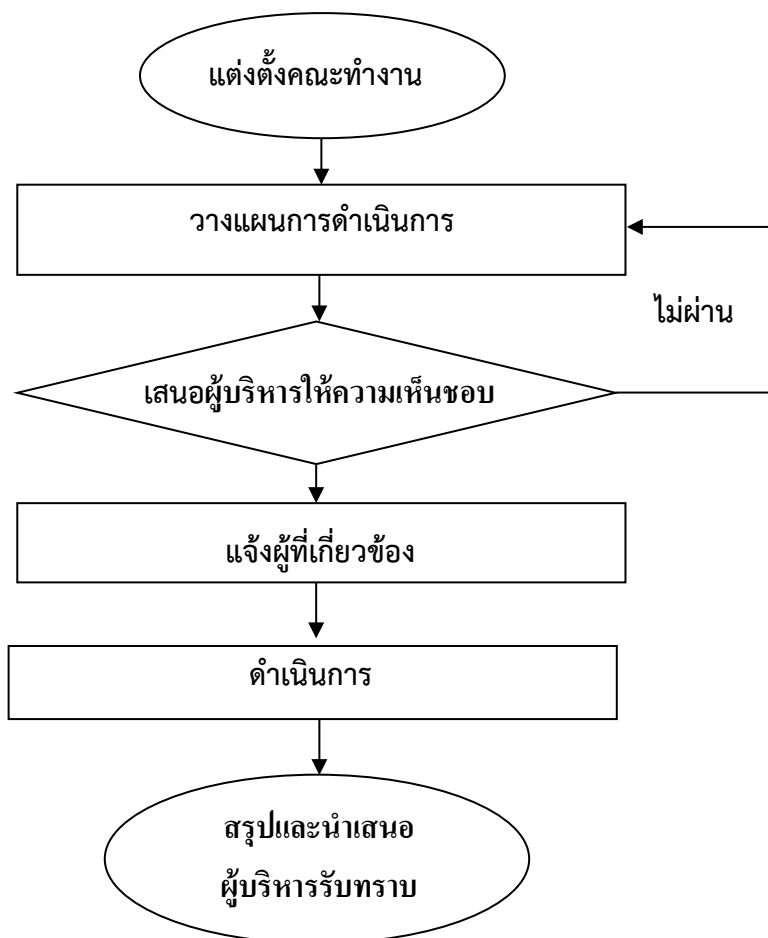 แต่งตั้งคณะทำงาน
วางแผนการดำเนินการ
ไม่ผ่าน
เสนอผู้บริหารให้ความเห็นชอบ
แจ้งผู้ที่เกี่ยวข้อง
ดำเนินการ
สรุปและนำเสนอ
ผู้บริหารรับทราบ